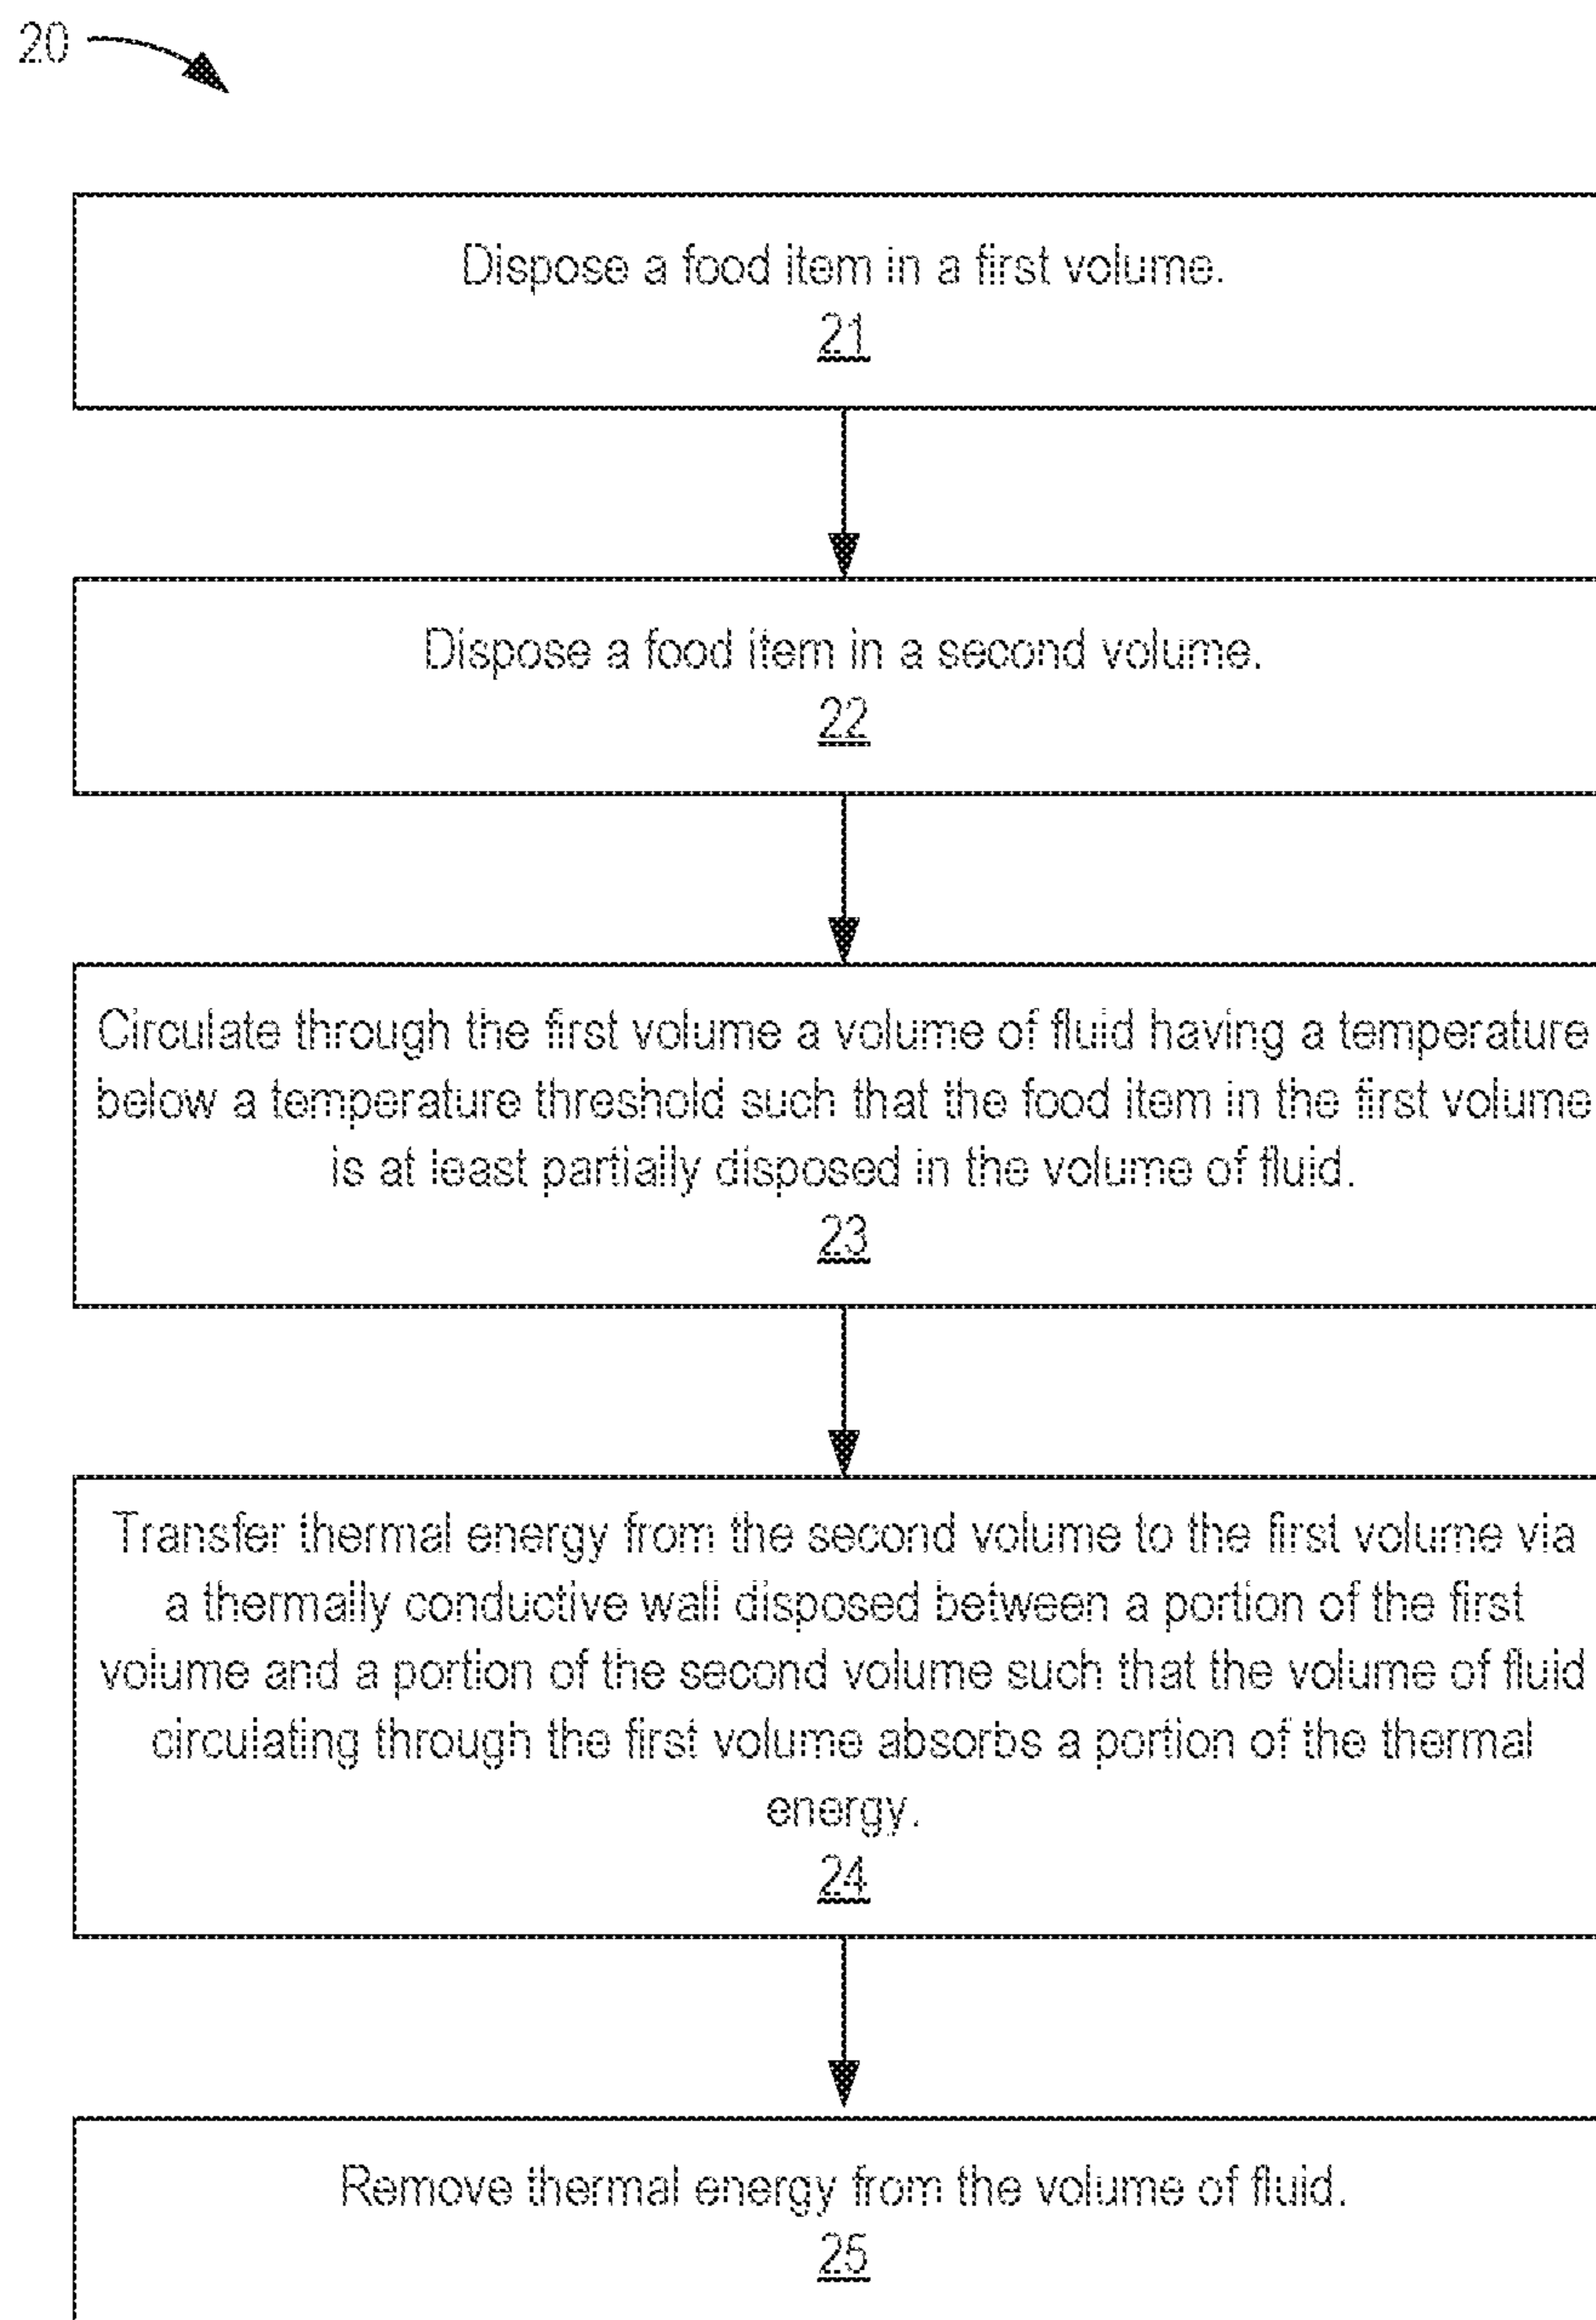 20
Dispose a food item in a first volume.
21
Dispose a food item in a second volume.
22
Circulate through the first volume a volume of fluid having a temperature
below a temperature threshold such that the food item in the first volume
is at least partially disposed in the volume of fluid.
23
Transfer thermal energy from the second volume to the first volume via
a thermally conductive wall disposed between a portion of the first
volume and a portion of the second volume such that the volume of fluid
circulating through the first volume absorbs a portion of the thermal
energy.
24
Remove thermal energy from the volume of fluid.
25